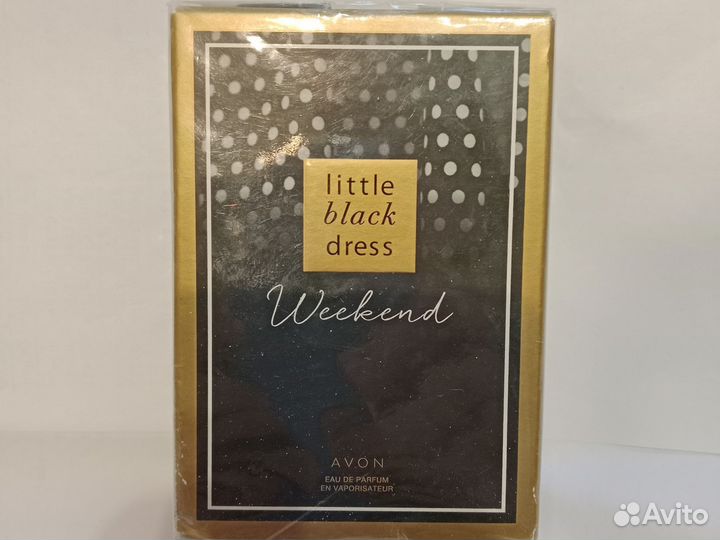 little
black
dress
Weekend
AVON
EAU DE PARFUM
EN VAPORISATEUR
Avito